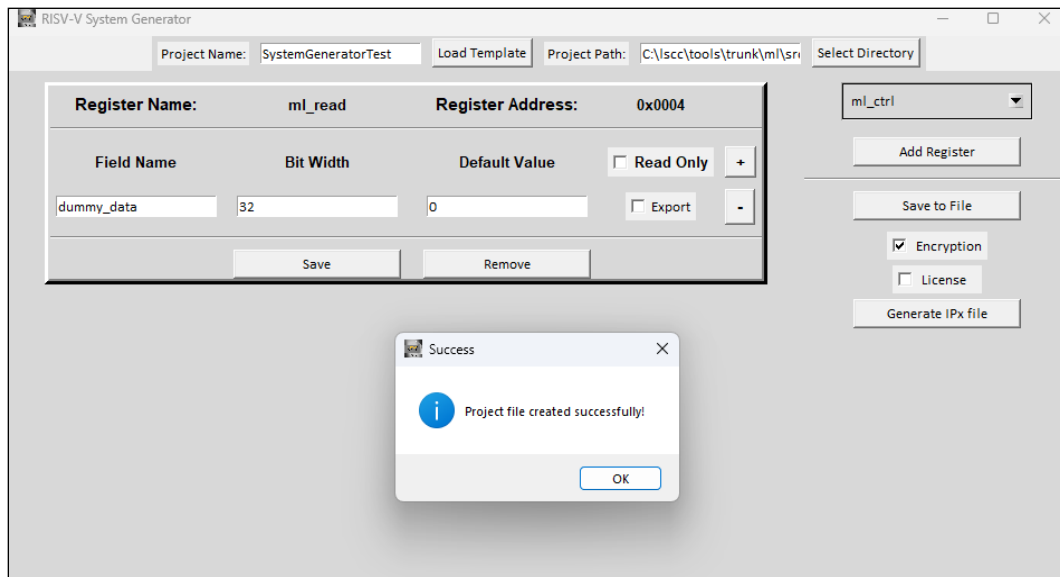 RISV-V System Generator
Project Name: SystemGeneratorTest Load Template Project Path: C:\lscc\tools\trunk\ml\sr Select Directory
Register Name: ml_read Register Address: 0x0004
ml_ctrl
Add Register
Field Name Bit Width Default Value Read Only +
dummy_data 32 0 Export -
Save to File
Encryption
License
Save Remove
Generate IPx file
Success
Project file created successfully!
OK